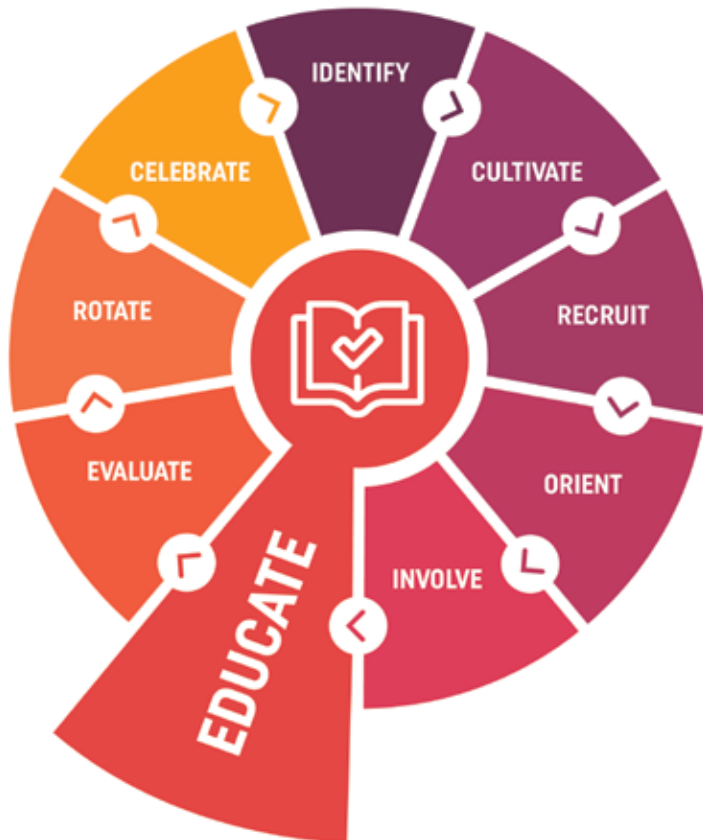 IDENTIFY
CULTIVATE
RECRUIT
ORIENT
INVOLVE
EDUCATE
EVALUATE
ROTATE
CELEBRATE